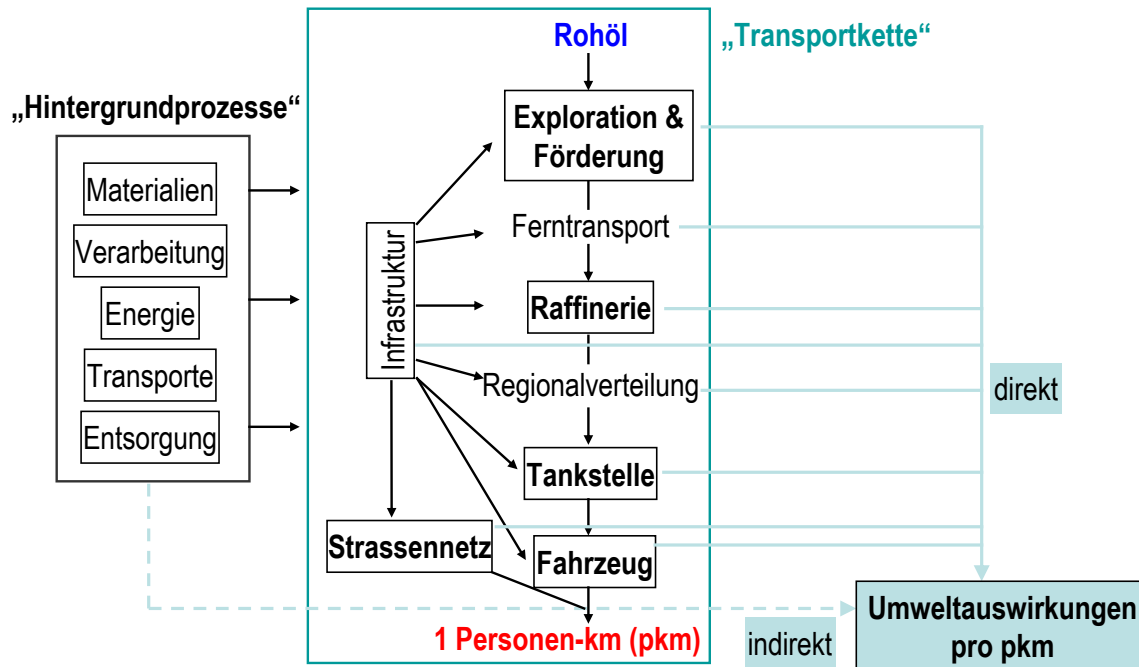 Rohöl
„Transportkette“
„Hintergrundprozesse“
Exploration &
Förderung
Materialien
Verarbeitung
Energie
Transporte
Entsorgung
Infrastruktur
Ferntransport
Raffinerie
Regionalverteilung
direkt
Tankstelle
Strassennetz
Fahrzeug
1 Personen-km (pkm)
indirekt
Umweltauswirkungen
pro pkm